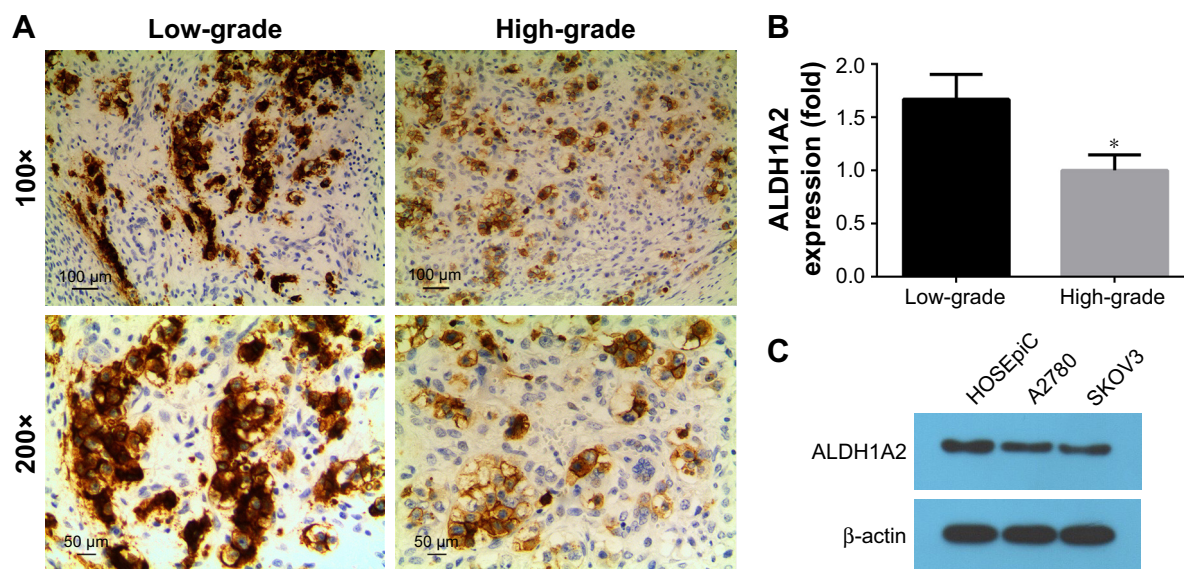 A
Low-grade
High-grade
100×
100 µm
100 µm
200×
50 µm
50 µm
B
ALDH1A2
expression (fold)
2.0
1.5
1.0
0.5
0.0
*
Low-grade
High-grade
C
HOSEpiC
A2780
SKOV3
ALDH1A2
β-actin